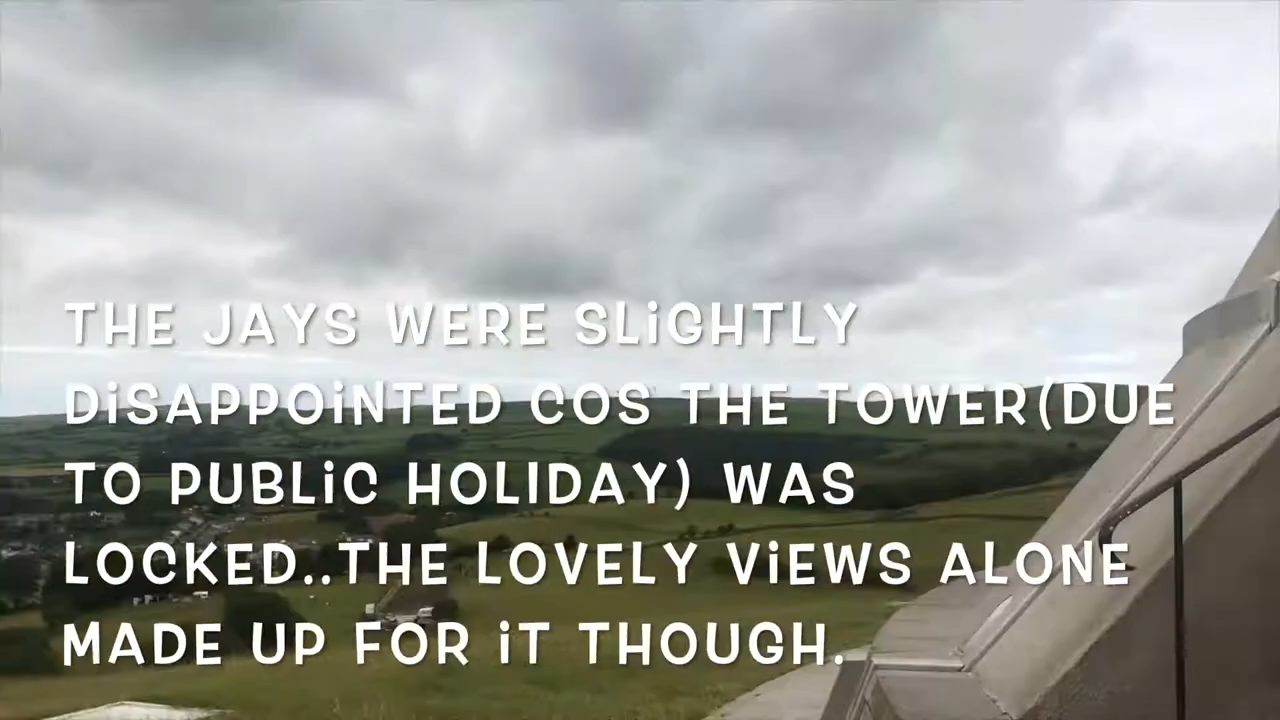 THE JAYS WERE SLiGHTLY
DiSAPPOiNTED COS THE TOWER(DUE
TO PUBLiC HOLIDAY) WAS
LOCKED..THE LOVELY ViEWS ALONE
MADE UP FOR iT THOUGH.